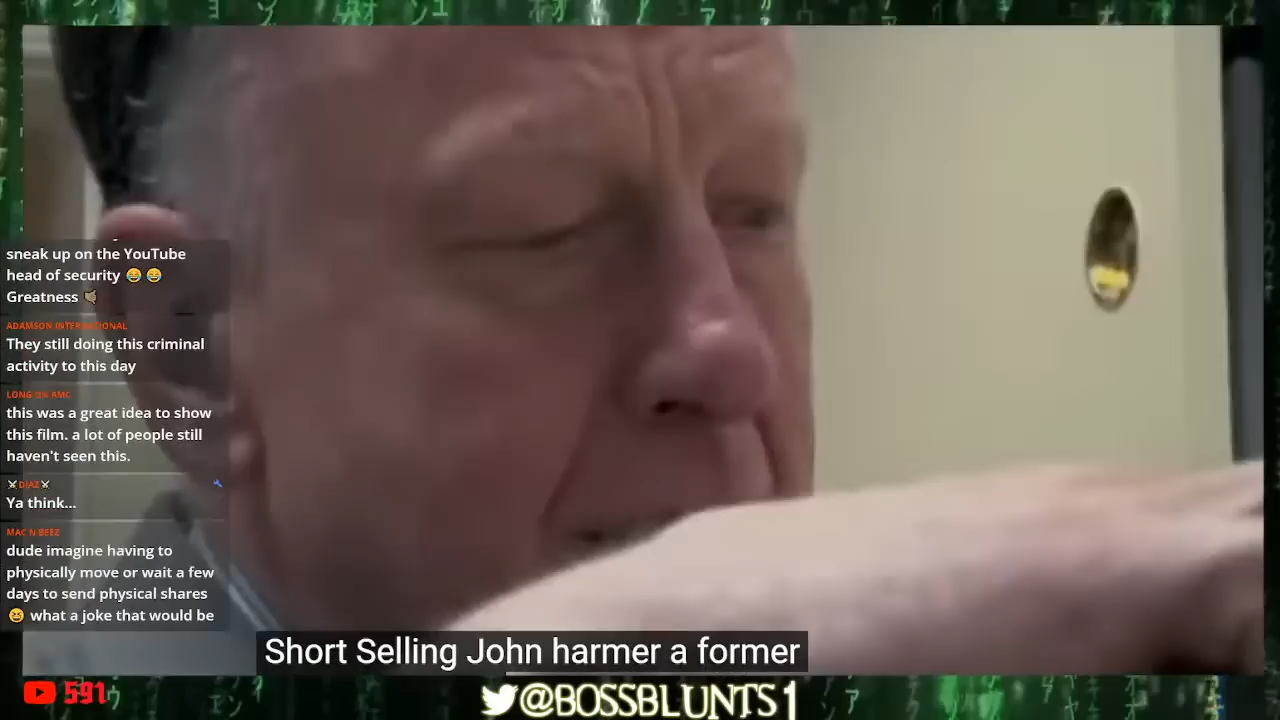 sneak up on the YouTube
head of security 😂 😂
Greatness
ADAMSON INTERNATIONAL
They still doing this criminal
activity to this day
this was a great idea to show
this film. a lot of people still
haven't seen this.
⚔DIAZ⚔
Ya think...
MAC N BEEZ
dude imagine having to
physically move or wait a few
days to send physical shares
😆 what a joke that would be
Short Selling John harmer a former
591
@BOSSBLUNTS1